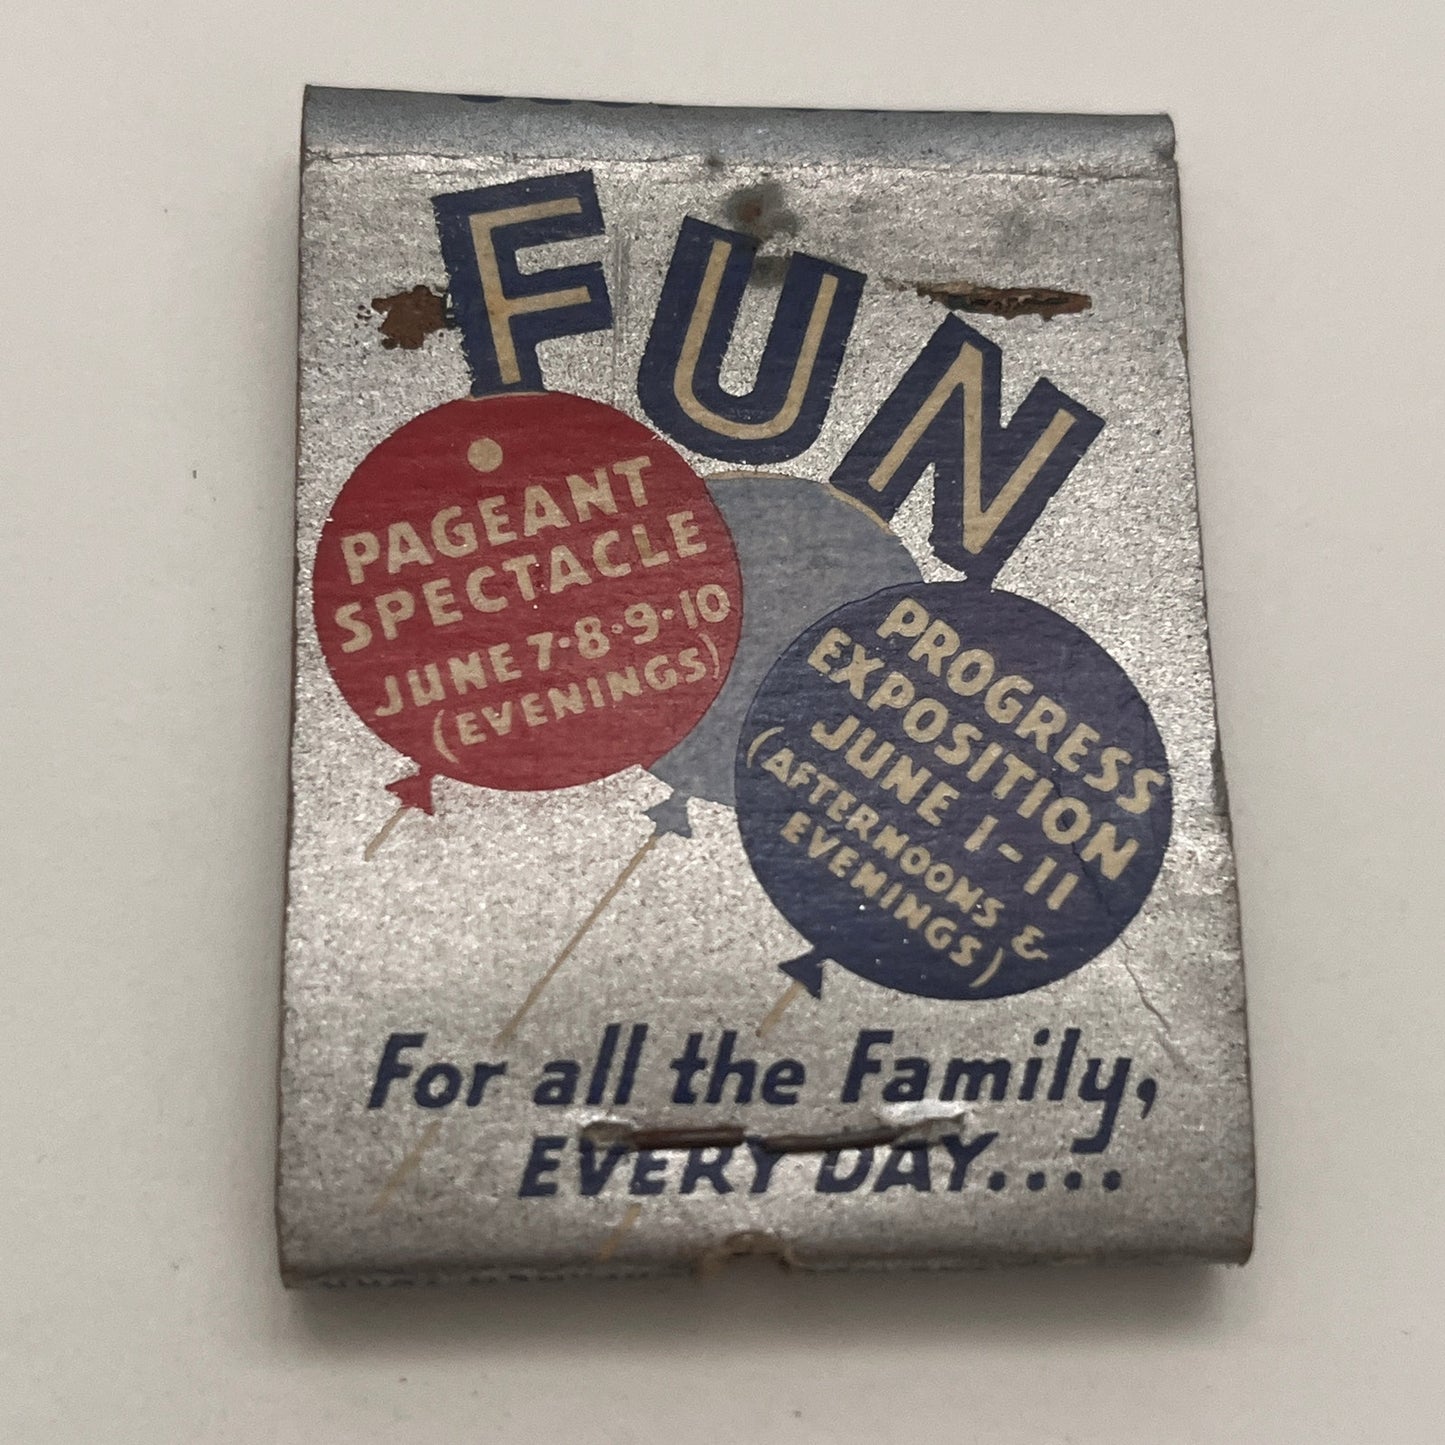 FUN
PAGEANT
SPECTACLE
JUNE 7·8·9·10
(EVENINGS)
PROGRESS
EXPOSITION
JUNE 1-11
(AFTERNOONS &
EVENINGS)
For all the Family,
EVERY DAY....